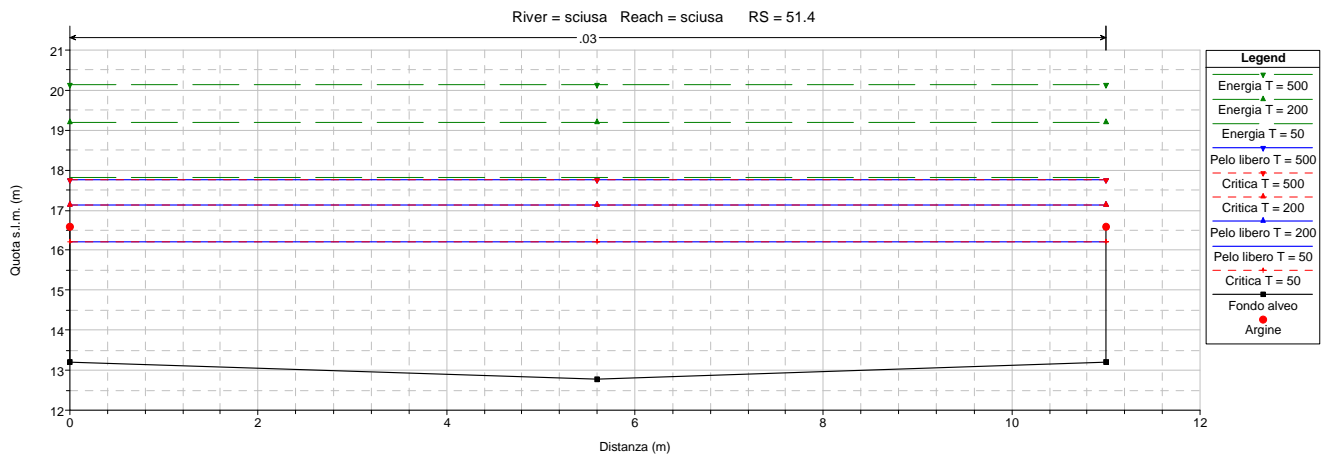 River = sciusa   Reach = sciusa      RS = 51.4
.03
21
20
19
18
17
16
15
14
13
12
0
2
4
6
8
10
12
Distanza (m)
Quota s.l.m. (m)
Legend
Energia T = 500
Energia T = 200
Energia T = 50
Pelo libero T = 500
Critica T = 500
Critica T = 200
Pelo libero T = 200
Pelo libero T = 50
Critica T = 50
Fondo alveo
Argine